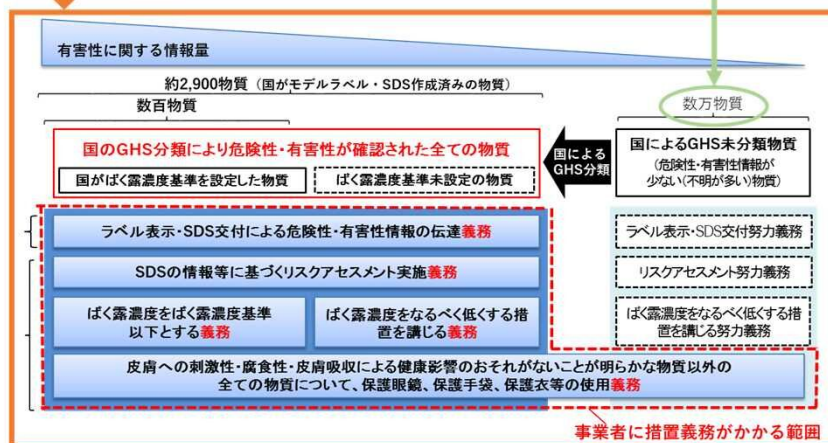 有害性に関する情報量
約2,900物質（国がモデルラベル・SDS作成済みの物質）
数百物質
数万物質
国のGHS分類により危険性・有害性が確認された全ての物質
国がばく露濃度基準を設定した物質
ばく露濃度基準未設定の物質
国による
GHS分類
国によるGHS未分類物質
（危険性・有害性情報が
少ない（不明が多い）物質）
ラベル表示・SDS交付による危険性・有害性情報の伝達義務
ラベル表示・SDS交付努力義務
SDSの情報等に基づくリスクアセスメント実施義務
リスクアセスメント努力義務
ばく露濃度をばく露濃度基準
以下とする義務
ばく露濃度をなるべく低くする措
置を講じる義務
ばく露濃度をなるべく低くする措
置を講じる努力義務
皮膚への刺激性・腐食性・皮膚吸収による健康影響のおそれがないことが明らかな物質以外の
全ての物質について、保護眼鏡、保護手袋、保護衣等の使用義務
事業者に措置義務がかかる範囲